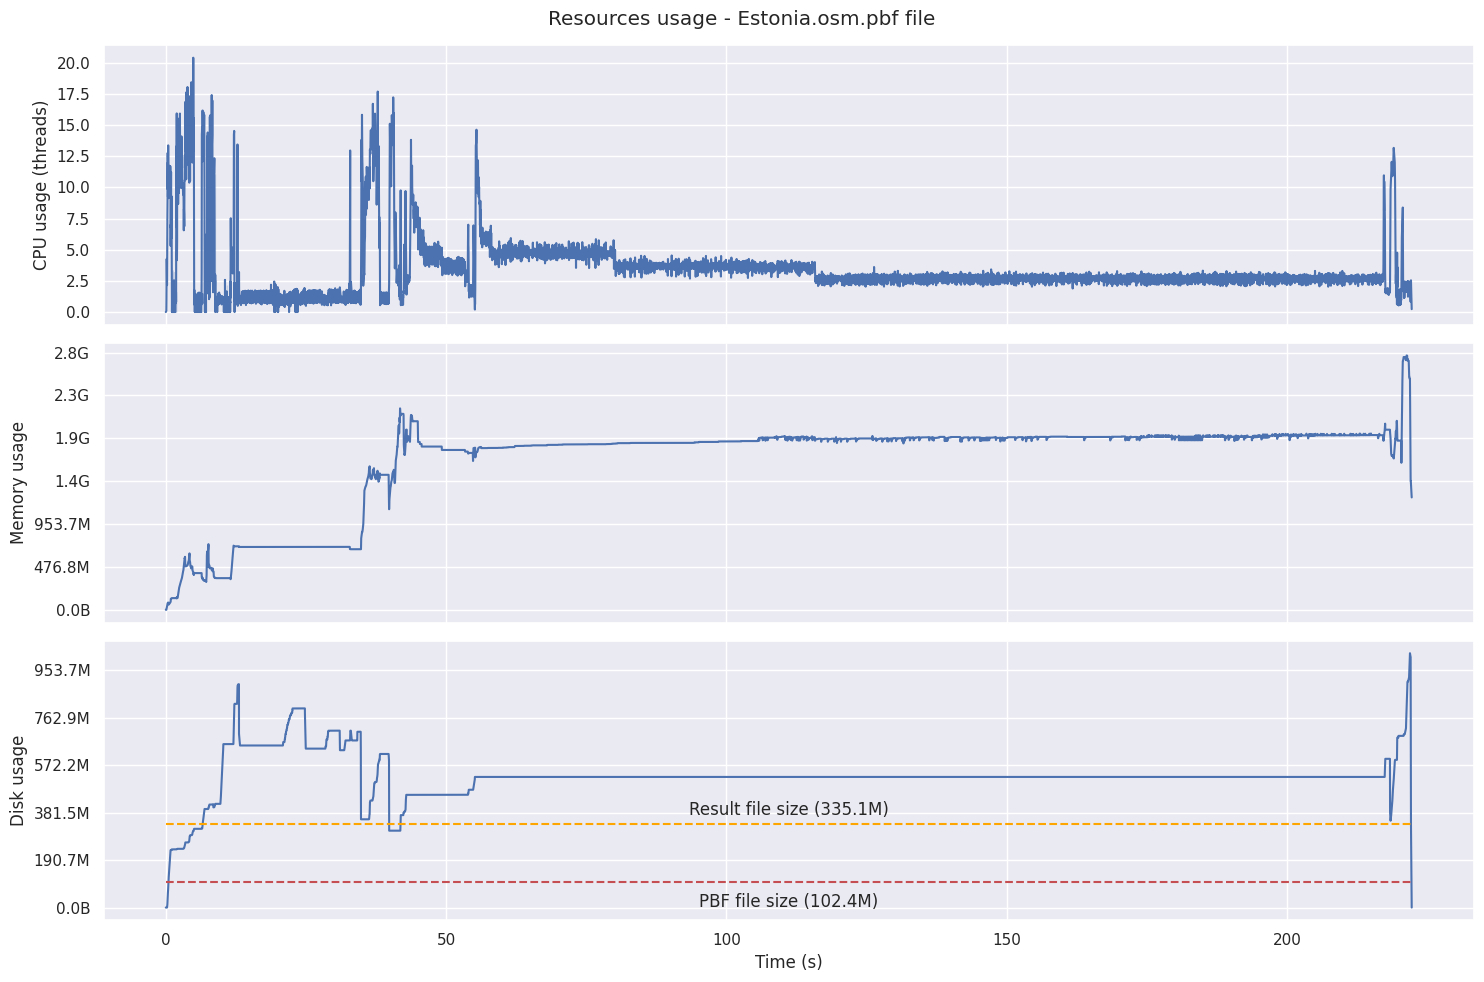 Resources usage - Estonia.osm.pbf file
CPU usage (threads)
20.0
17.5
15.0
12.5
10.0
7.5
5.0
2.5
0.0
Memory usage
2.8G
2.3G
1.9G
1.4G
953.7M
476.8M
0.0B
Disk usage
953.7M
762.9M
572.2M
381.5M
190.7M
0.0B
Result file size (335.1M)
PBF file size (102.4M)
0 50 100 150 200
Time (s)